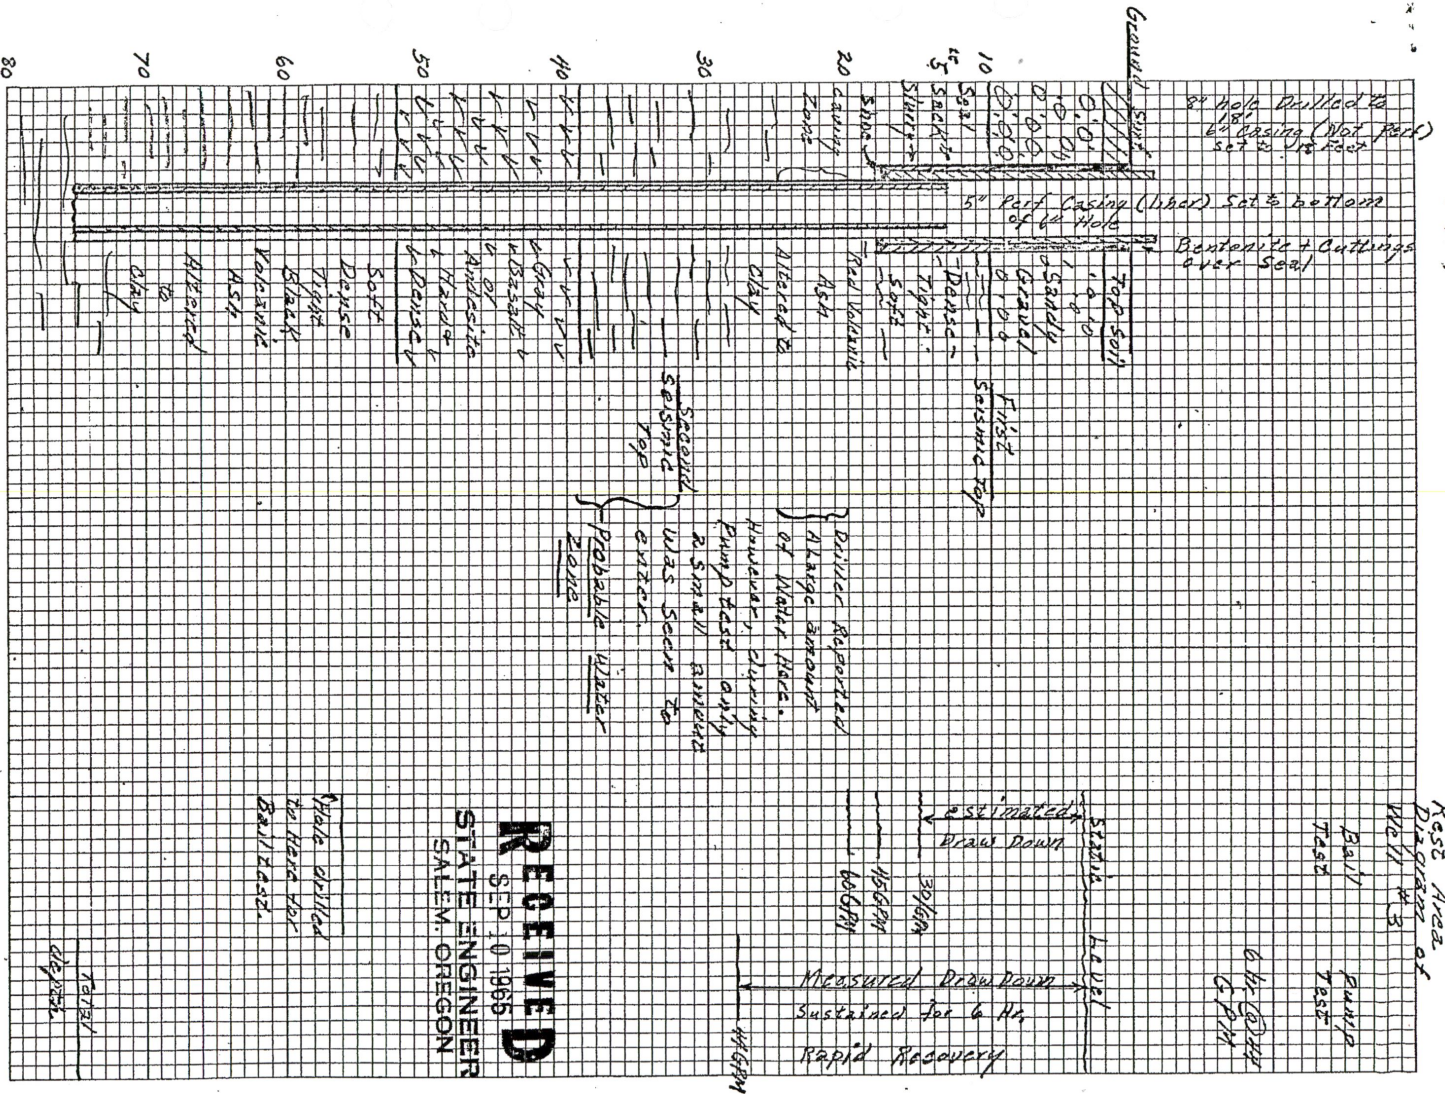 Rest Area
Diagram of
Well #3
Bail
Test
Pump
Test
6 Hr @ 44
GPM
8" hole Drilled to
18'
6" Casing (Not Perf)
set to 18 Feet
5" Perf Casing (liner) Set to bottom
of 6" Hole
Bentonite + Cuttings
over Seal
Ground Surf
10
20
30
40
50
60
70
80
Seal
5
Sack
Slurry
Shoe
Caving
Zone
Top Soil
Sandy
Gravel
Dense
Tight
Soft
Red Volcanic
Ash
Altered to
Clay
Gray
Basalt
or
Andesite
Hard
Dense
Soft
Dense
Tight
Black
Volcanic
Ash
Altered
to
Clay
First
Seismic Top
Second
Seismic
Top
Driller Reported
A Large amount
of Water Here.
However, during
Pump test only
a small amount
Was Seen to
enter.
Probable Water
Zone
Static Level
estimated
Draw Down
30 GPM
45 GPM
60 GPM
Measured Draw Down
Sustained for 6 Hr.
Rapid Recovery
44 GPM
RECEIVED
SEP 10 1965
STATE ENGINEER
SALEM, OREGON
Hole drilled
to Here for
Bail test.
Total
depth